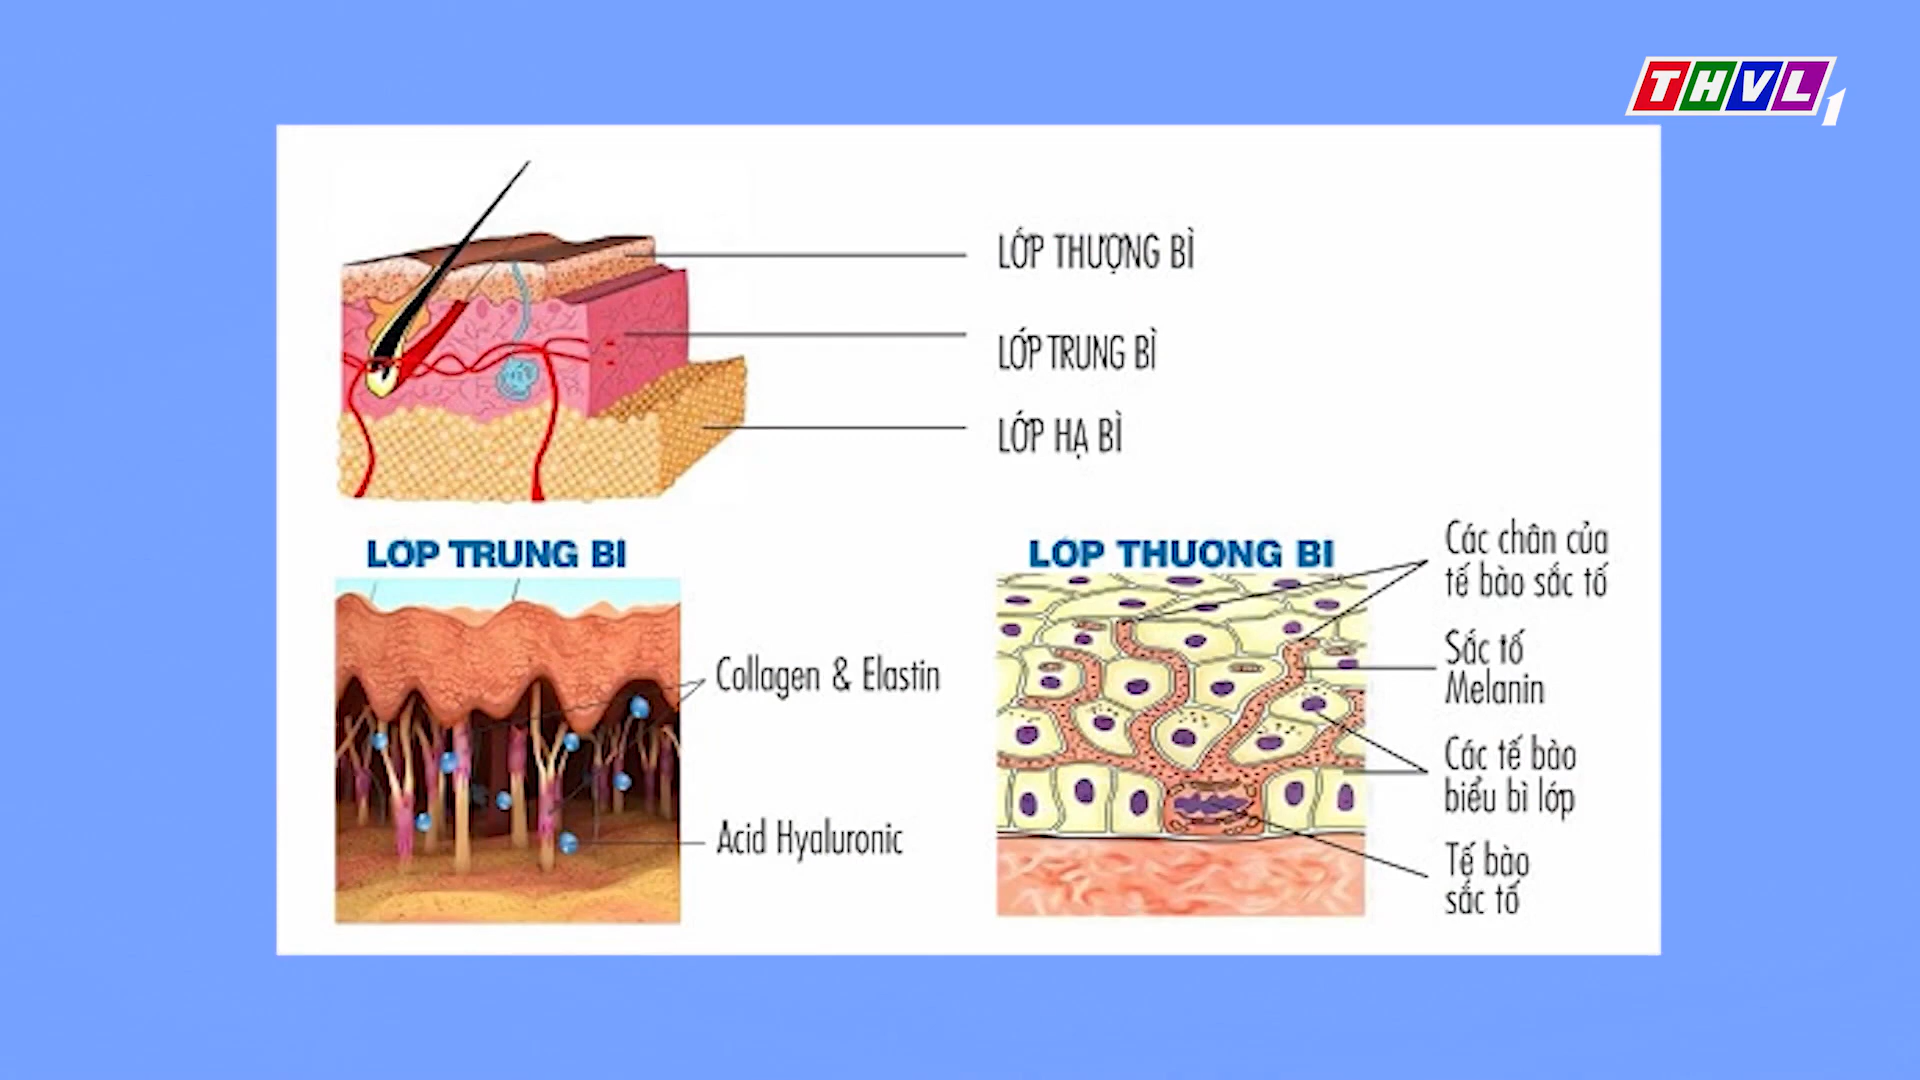 THVL1
LỚP THƯỢNG BÌ
LỚP TRUNG BÌ
LỚP HẠ BÌ
LỚP TRUNG BI
Collagen & Elastin
Acid Hyaluronic
LỚP THUONG BI
Các chân của
tế bào sắc tố
Sắc tố
Melanin
Các tế bào
biểu bì lớp
Tế bào
sắc tố